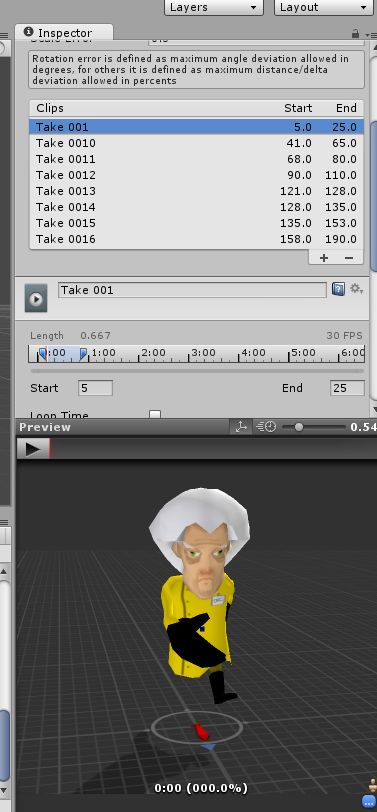 Layers
Layout
Inspector
Rotation error is defined as maximum angle deviation allowed in
degrees, for others it is defined as maximum distance/delta
deviation allowed in percents
Clips Start End
Take 001 5.0 25.0
Take 0010 41.0 65.0
Take 0011 68.0 80.0
Take 0012 90.0 110.0
Take 0013 121.0 128.0
Take 0014 128.0 135.0
Take 0015 135.0 153.0
Take 0016 158.0 190.0
+ −
Take 001
Length 0.667 30 FPS
:00 1:00 2:00 3:00 4:00 5:00 6:00
Start 5 End 25
Loop Time
Preview 0.54
0:00 (000.0%)